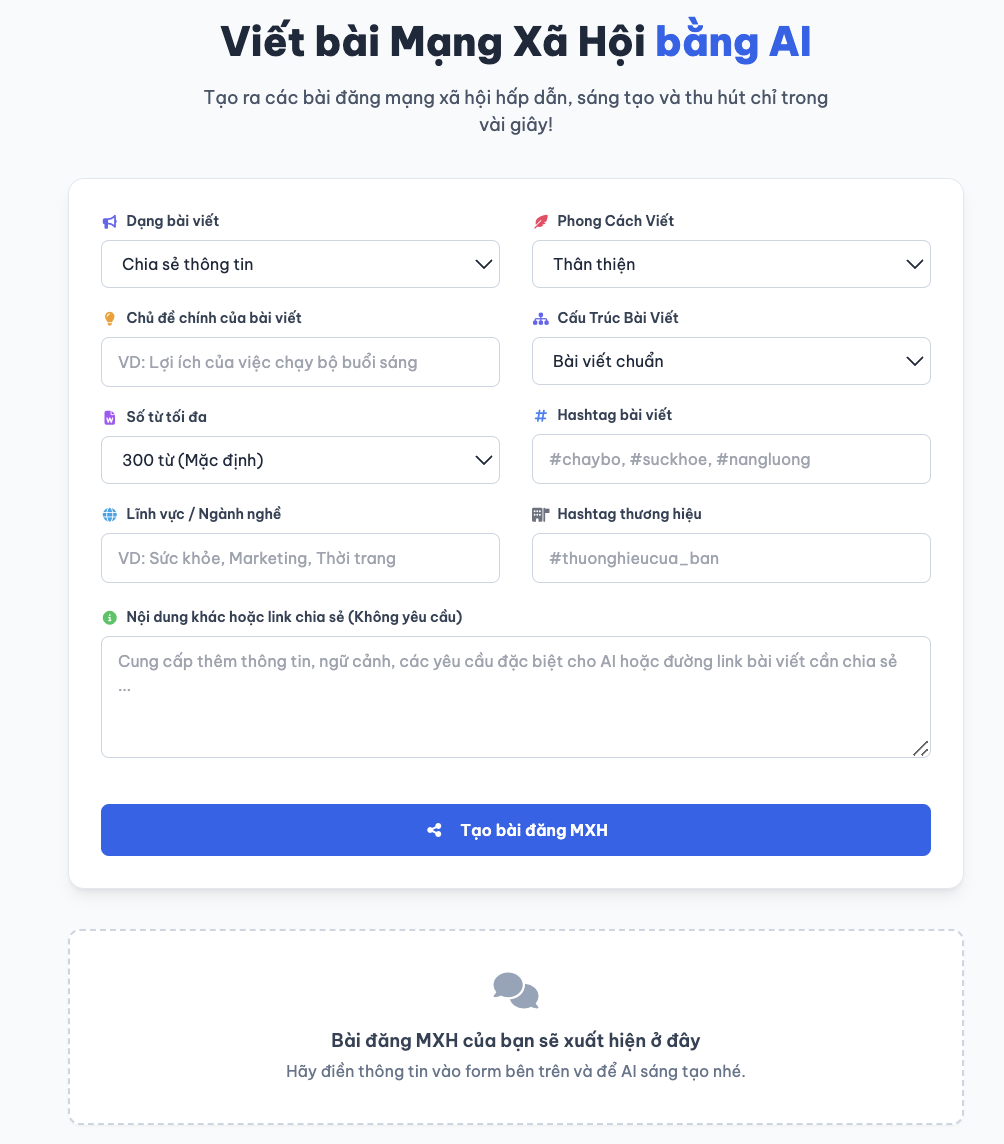 Viết bài Mạng Xã Hội bằng AI
Tạo ra các bài đăng mạng xã hội hấp dẫn, sáng tạo và thu hút chỉ trong
vài giây!
Dạng bài viết
Chia sẻ thông tin
Phong Cách Viết
Thân thiện
Chủ đề chính của bài viết
VD: Lợi ích của việc chạy bộ buổi sáng
Cấu Trúc Bài Viết
Bài viết chuẩn
Số từ tối đa
300 từ (Mặc định)
Hashtag bài viết
#chaybo, #suckhoe, #nangluong
Lĩnh vực / Ngành nghề
VD: Sức khỏe, Marketing, Thời trang
Hashtag thương hiệu
#thuonghieucua_ban
Nội dung khác hoặc link chia sẻ (Không yêu cầu)
Cung cấp thêm thông tin, ngữ cảnh, các yêu cầu đặc biệt cho AI hoặc đường link bài viết cần chia sẻ
...
Tạo bài đăng MXH
Bài đăng MXH của bạn sẽ xuất hiện ở đây
Hãy điền thông tin vào form bên trên và để AI sáng tạo nhé.